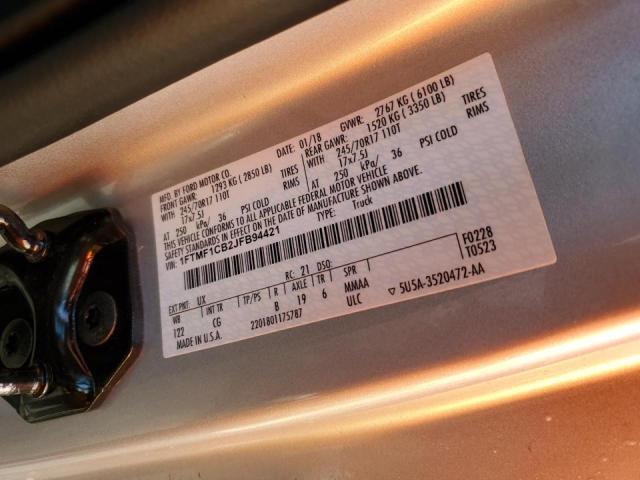 MFD. BY FORD MOTOR CO.
DATE: 01/18 GVWR: 2767 KG ( 6100 LB)
FRONT GAWR: 1293 KG ( 2850 LB) REAR GAWR: 1520 KG ( 3350 LB)
WITH 245/70R17 110T TIRES WITH 245/70R17 110T TIRES
17x7.5J RIMS 17x7.5J RIMS
AT 250 kPa/ 36 PSI COLD AT 250 kPa/ 36 PSI COLD
THIS VEHICLE CONFORMS TO ALL APPLICABLE FEDERAL MOTOR VEHICLE
SAFETY STANDARDS IN EFFECT ON THE DATE OF MANUFACTURE SHOWN ABOVE.
VIN: 1FTMF1CB2JFB94421
TYPE: Truck
F0228
T0523
EXT PNT: UX RC: 21 DSO:
WB INT TR TP/PS R AXLE TR SPR
122 CG B 19 6 MMAA
MADE IN U.S.A. ULC 5U5A-3520472-AA
2201801175787